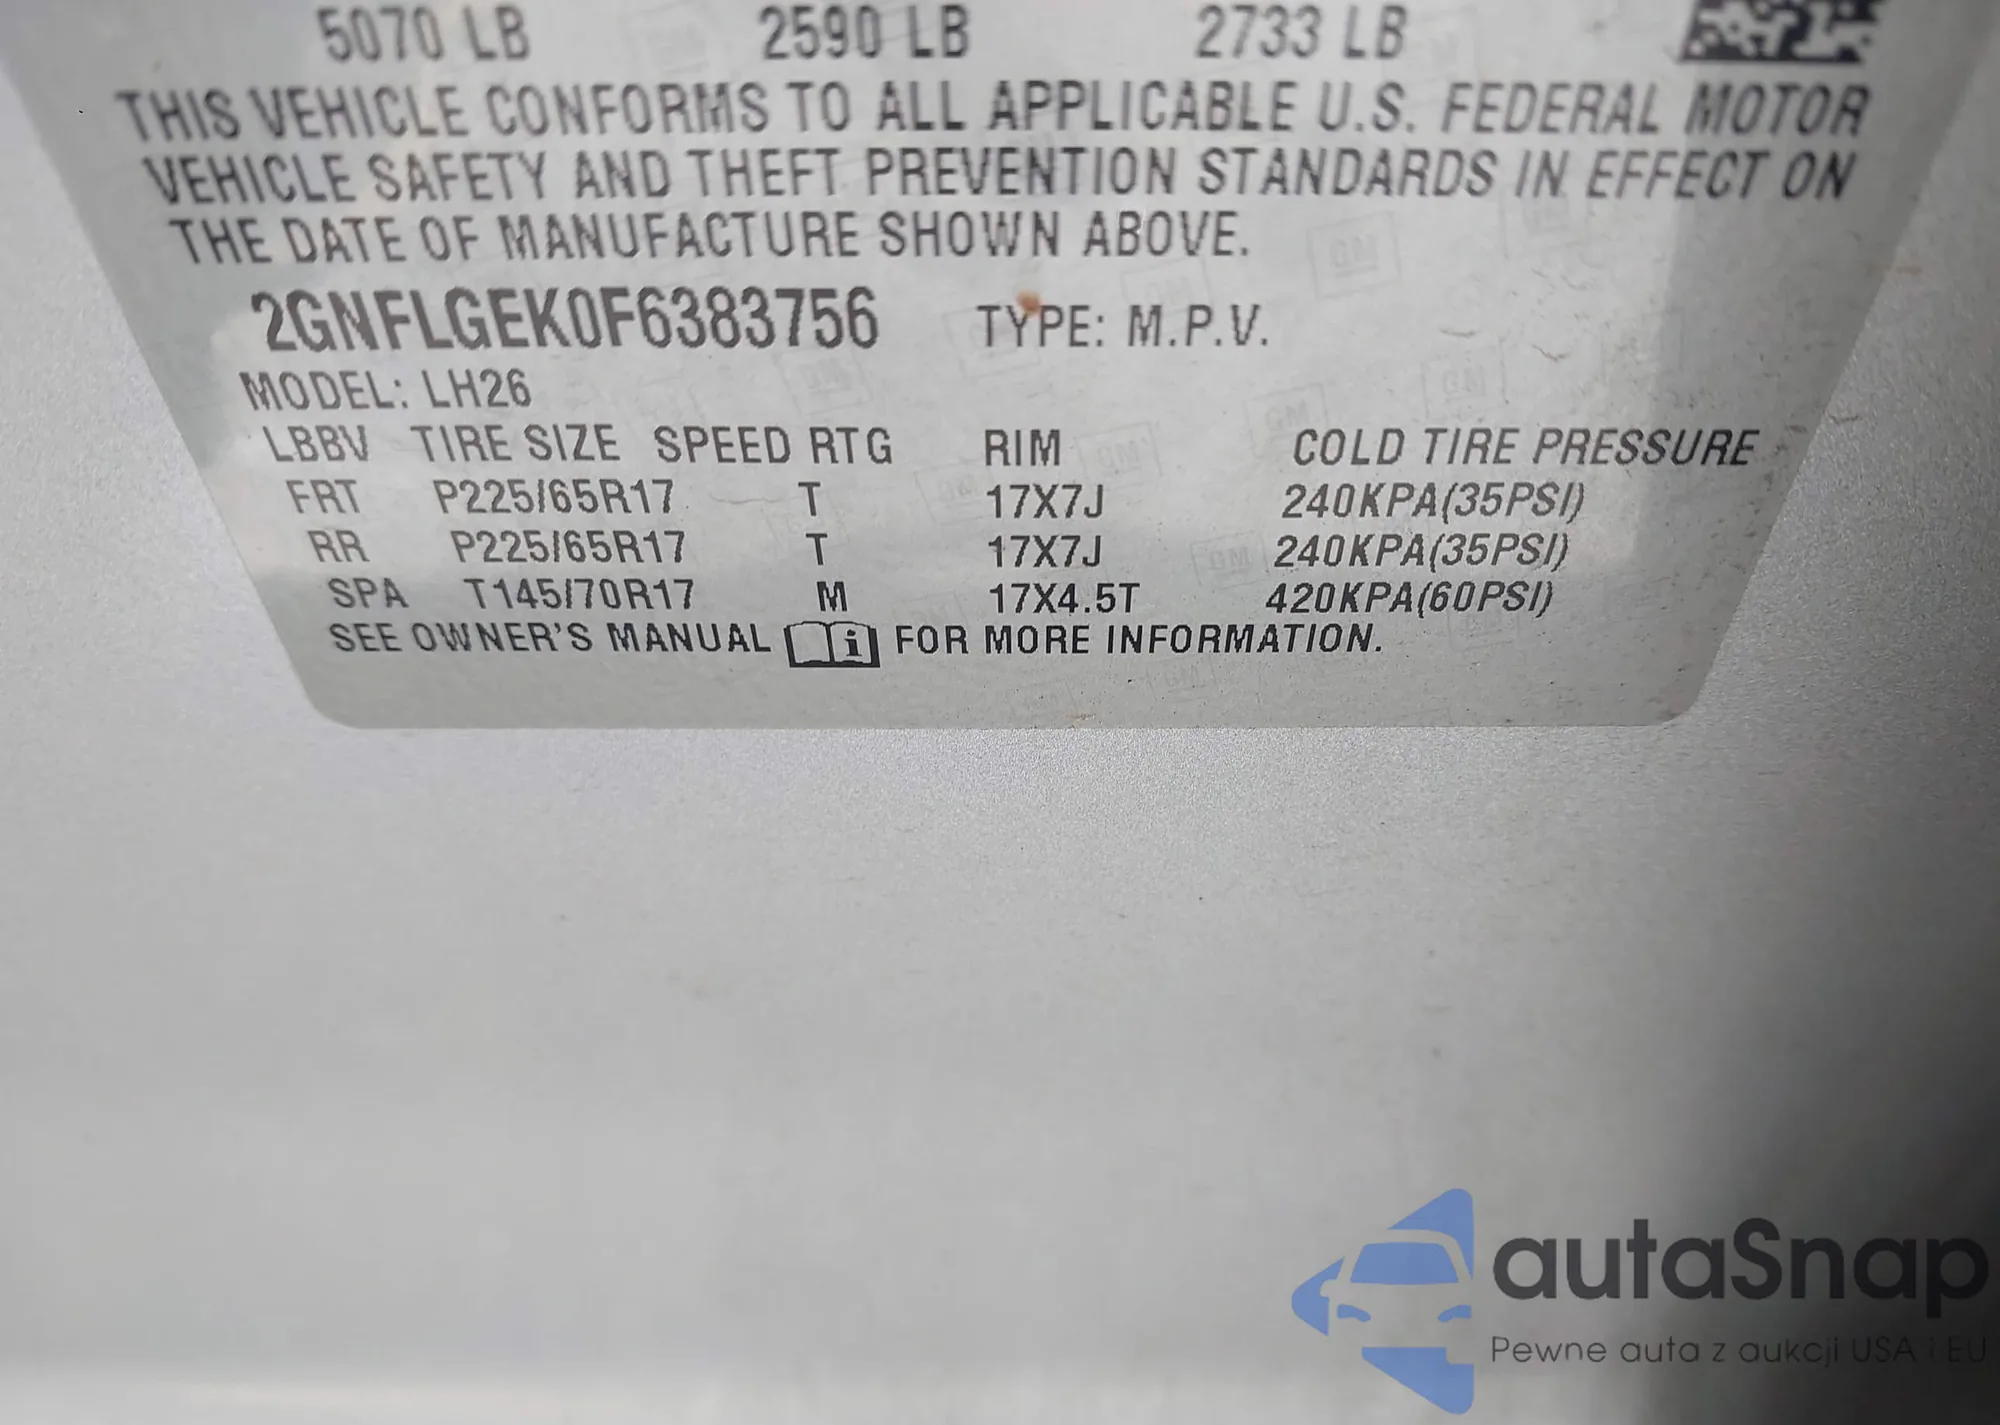 5070 LB 2590 LB 2733 LB
THIS VEHICLE CONFORMS TO ALL APPLICABLE U.S. FEDERAL MOTOR
VEHICLE SAFETY AND THEFT PREVENTION STANDARDS IN EFFECT ON
THE DATE OF MANUFACTURE SHOWN ABOVE.
2GNFLGEK0F6383756 TYPE: M.P.V.
MODEL: LH26
LBBV TIRE SIZE SPEED RTG RIM COLD TIRE PRESSURE
FRT P225/65R17 T 17X7J 240KPA(35PSI)
RR P225/65R17 T 17X7J 240KPA(35PSI)
SPA T145/70R17 M 17X4.5T 420KPA(60PSI)
SEE OWNER'S MANUAL i FOR MORE INFORMATION.
autaSnap
Pewne auta z aukcji USA i EU